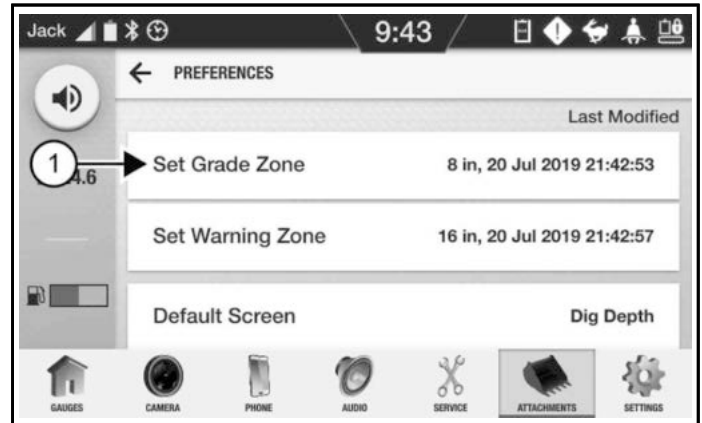 Jack 9:43
PREFERENCES
Last Modified
1
4.6
Set Grade Zone 8 in, 20 Jul 2019 21:42:53
Set Warning Zone 16 in, 20 Jul 2019 21:42:57
Default Screen Dig Depth
GAUGES CAMERA PHONE AUDIO SERVICE ATTACHMENTS SETTINGS